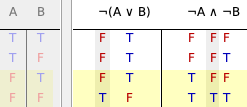 A B ¬(A ∨ B) ¬A ∧ ¬B
T T F T F F F
T F F T F F T
F T F T T F F
F F T F T T T